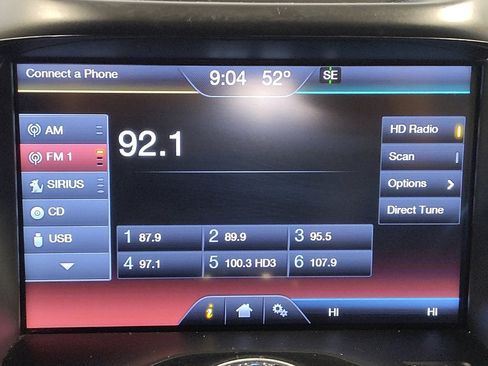 Connect a Phone
9:04 52° SE
AM
FM 1
SIRIUS
CD
USB
92.1
HD Radio
Scan
Options
Direct Tune
1 87.9 2 89.9 3 95.5
4 97.1 5 100.3 HD3 6 107.9
i HI HI